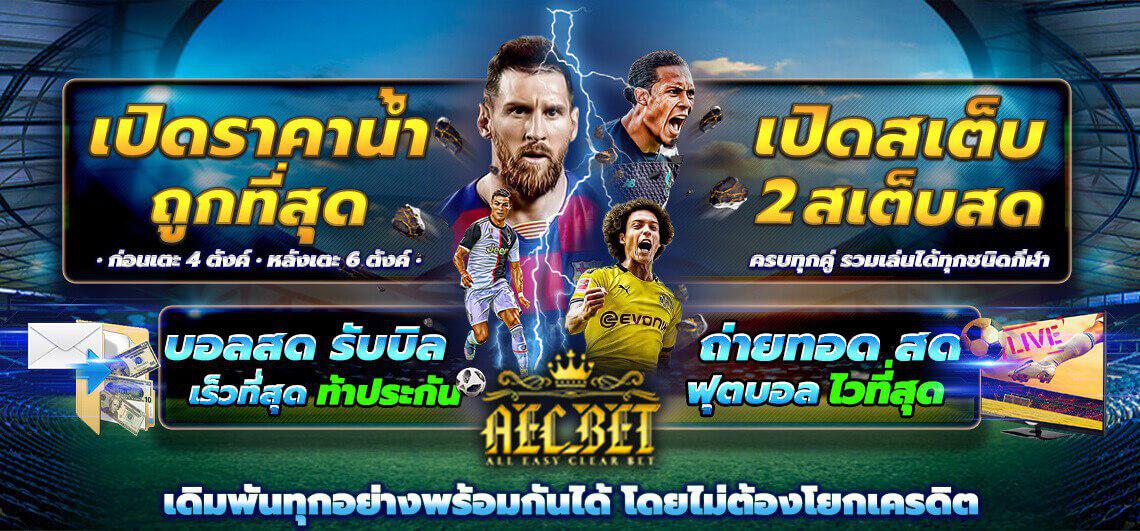 เปิดราคาน้ำ
ถูกที่สุด
· ก่อนเตะ 4 ตังค์ · หลังเตะ 6 ตังค์ ·
เปิดสเต็บ
2 สเต็บสด
ครบทุกคู่ รวมเล่นได้ทุกชนิดกีฬา
บอลสด รับบิล
เร็วที่สุด ท้าประกัน
ถ่ายทอด สด
ฟุตบอล ไวที่สุด
LIVE
Jeep
EVONIK
AEC.BET
ALL EASY CLEAR BET
เดิมพันทุกอย่างพร้อมกันได้ โดยไม่ต้องโยกเครดิต